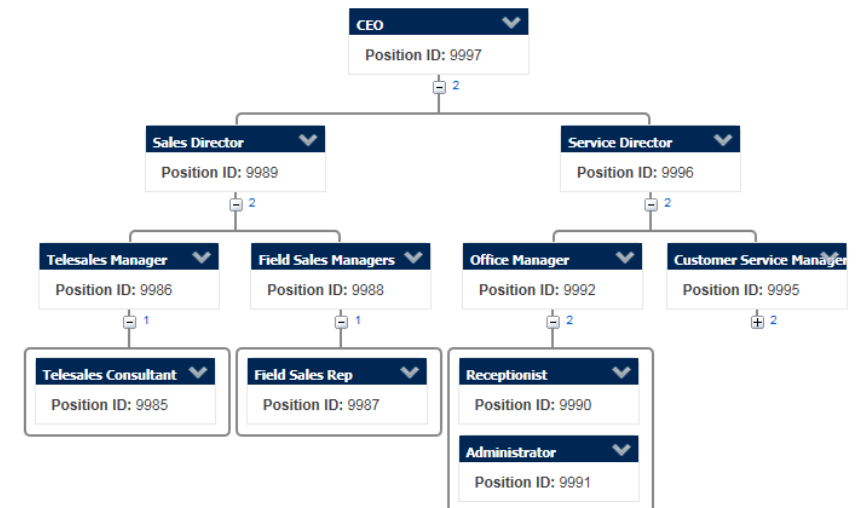 CEO
Position ID: 9997
2
Sales Director
Position ID: 9989
2
Service Director
Position ID: 9996
2
Telesales Manager
Position ID: 9986
1
Field Sales Managers
Position ID: 9988
1
Office Manager
Position ID: 9992
2
Customer Service Manager
Position ID: 9995
2
Telesales Consultant
Position ID: 9985
Field Sales Rep
Position ID: 9987
Receptionist
Position ID: 9990
Administrator
Position ID: 9991